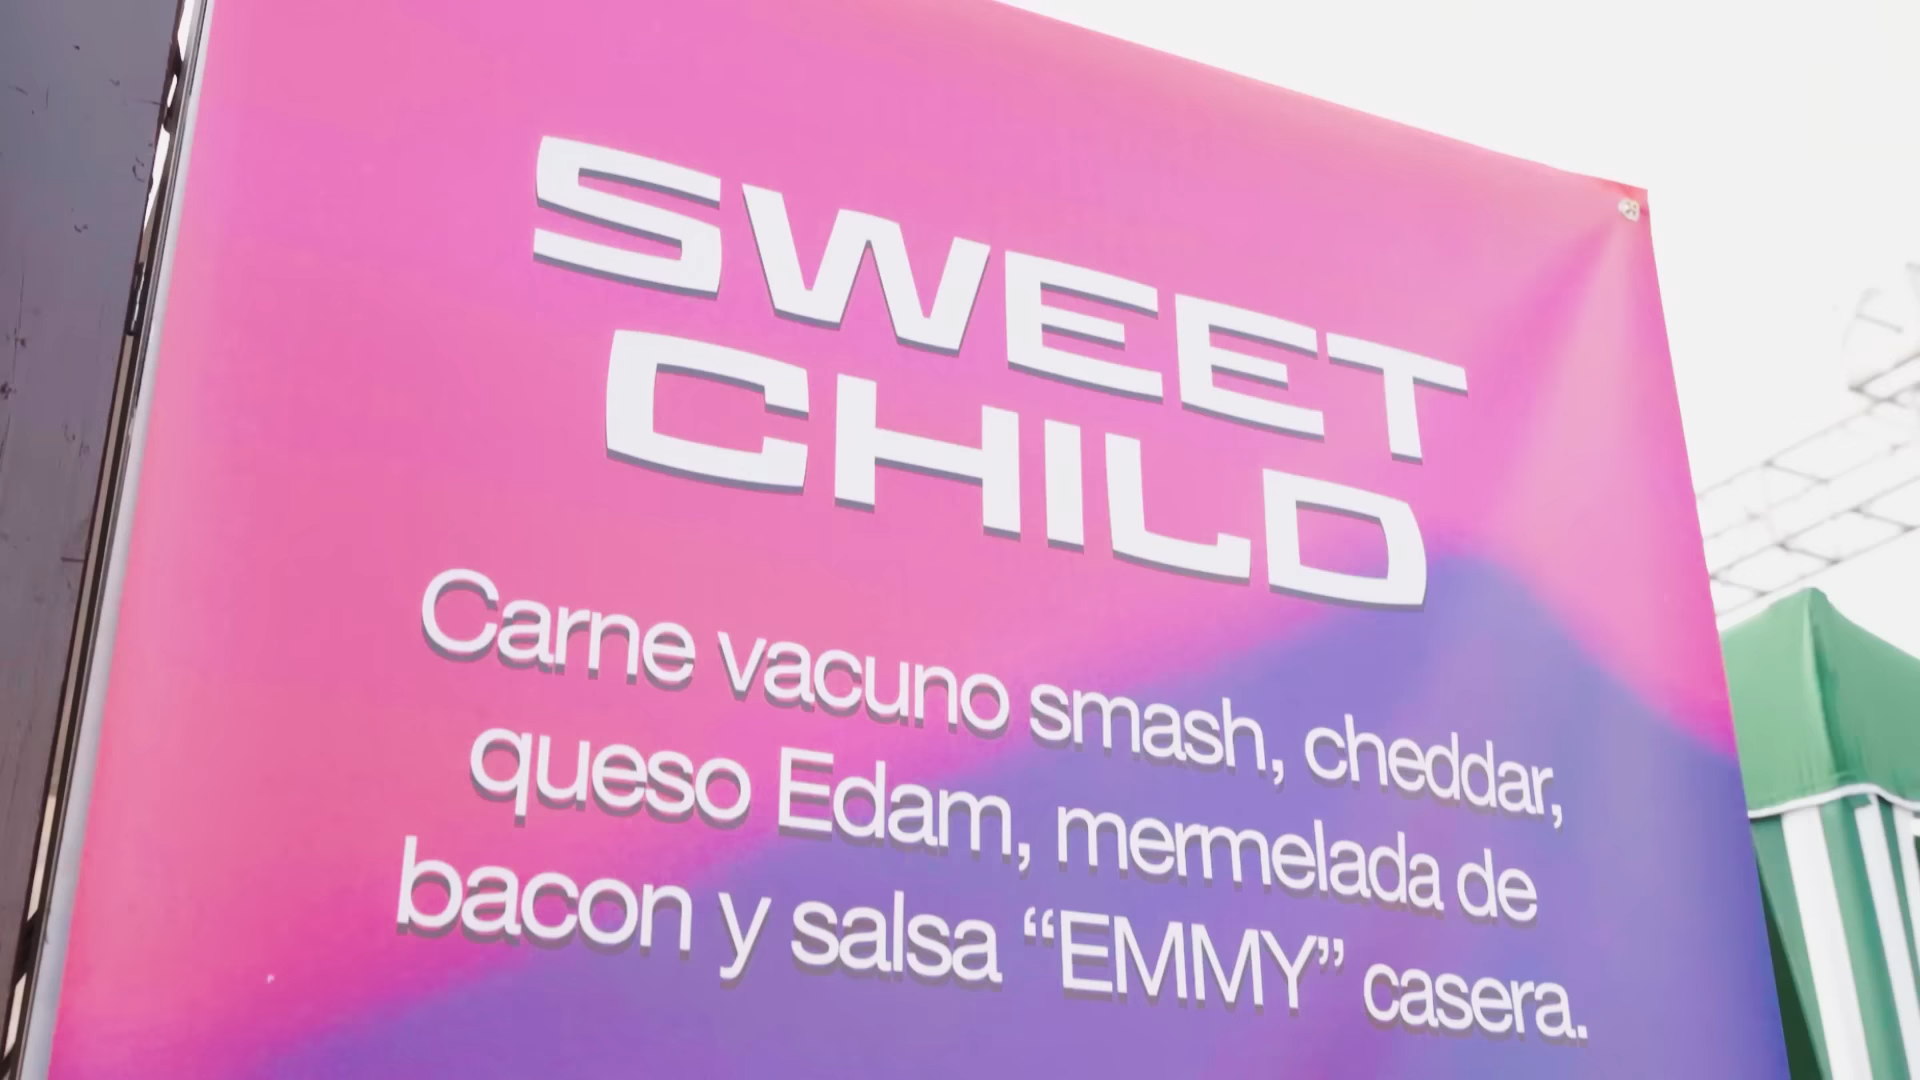 SWEET
CHILD
Carne vacuno smash, cheddar,
queso Edam, mermelada de
bacon y salsa “EMMY” casera.